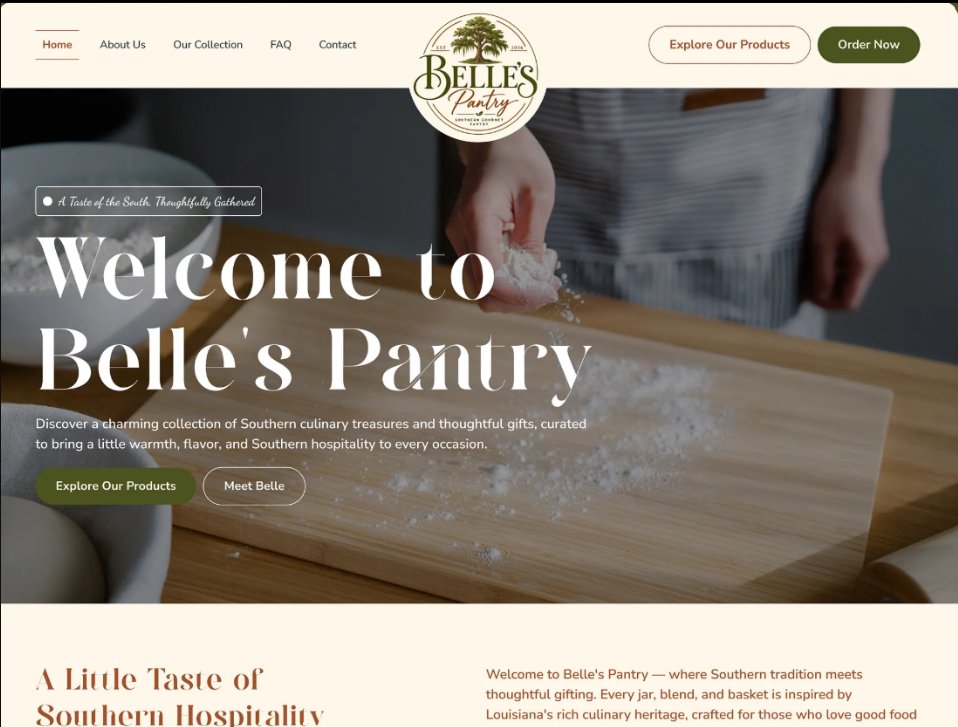 Home
About Us
Our Collection
FAQ
Contact
EST.
2026
BELLE'S
Pantry
SOUTHERN GOURMET
PANTRY
Explore Our Products
Order Now
A Taste of the South, Thoughtfully Gathered
Welcome to
Belle's Pantry
Discover a charming collection of Southern culinary treasures and thoughtful gifts, curated
to bring a little warmth, flavor, and Southern hospitality to every occasion.
Explore Our Products
Meet Belle
A Little Taste of
Southern Hospitality
Welcome to Belle's Pantry — where Southern tradition meets
thoughtful gifting. Every jar, blend, and basket is inspired by
Louisiana's rich culinary heritage, crafted for those who love good food